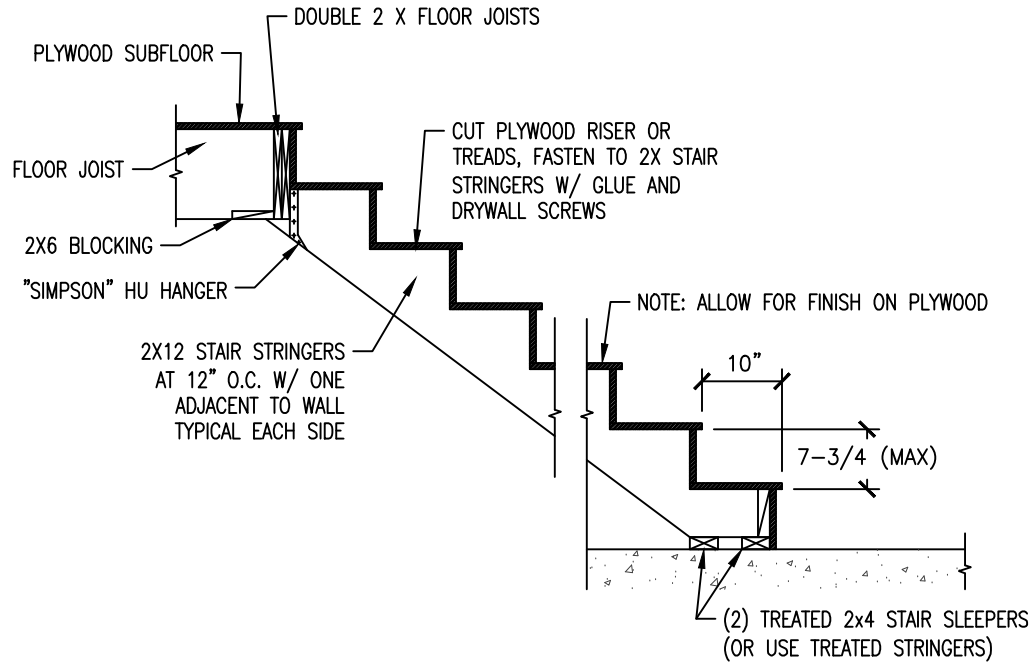 DOUBLE 2 X FLOOR JOISTS
PLYWOOD SUBFLOOR
FLOOR JOIST
2X6 BLOCKING
"SIMPSON" HU HANGER
CUT PLYWOOD RISER OR
TREADS, FASTEN TO 2X STAIR
STRINGERS W/ GLUE AND
DRYWALL SCREWS
2X12 STAIR STRINGERS
AT 12" O.C. W/ ONE
ADJACENT TO WALL
TYPICAL EACH SIDE
NOTE: ALLOW FOR FINISH ON PLYWOOD
10"
7-3/4 (MAX)
(2) TREATED 2x4 STAIR SLEEPERS
(OR USE TREATED STRINGERS)